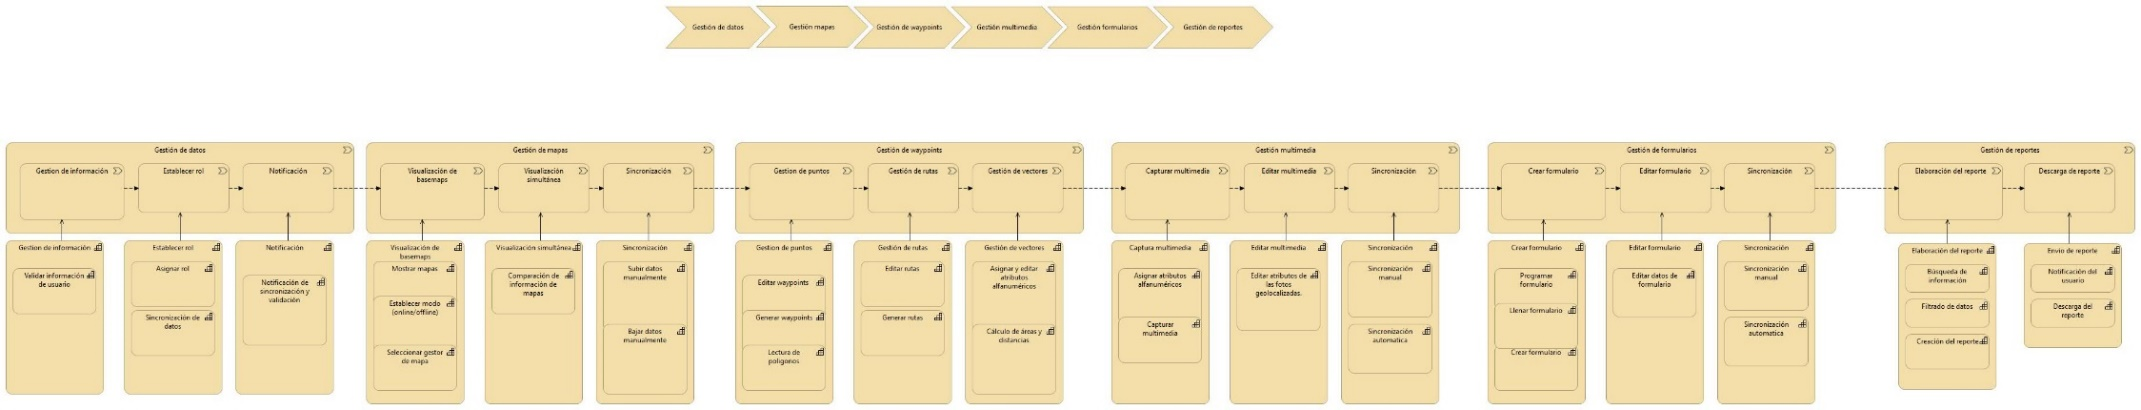 Gestión de datos
Gestión mapas
Gestión de waypoints
Gestión multimedia
Gestión formularios
Gestión de reportes
Gestión de datos
Gestion de información
Establecer rol
Notificación
Gestión de mapas
Visualización de
basemaps
Visualización
simultánea
Sincronización
Gestión de waypoints
Gestion de puntos
Gestión de rutas
Gestión de vectores
Gestión multimedia
Capturar multimedia
Editar multimedia
Sincronización
Gestión de formularios
Crear formulario
Editar formulario
Sincronización
Gestión de reportes
Elaboración del reporte
Descarga de reporte
Gestion de información
Validar información
de usuario
Establecer rol
Asignar rol
Sincronización de
datos
Notificación
Notificación de
sincronización y
validación
Visualización de
basemaps
Mostrar mapas
Establecer modo
(online/offline)
Seleccionar gestor
de mapa
Visualización simultánea
Comparación de
información de
mapas
Sincronización
Subir datos
manualmente
Bajar datos
manualmente
Gestion de puntos
Editar waypoints
Generar waypoints
Lectura de
poligonos
Gestión de rutas
Editar rutas
Generar rutas
Gestión de vectores
Asignar y editar
atributos
alfanuméricos
Cálculo de áreas y
distancias
Captura multimedia
Asignar atributos
alfanuméricos
Capturar
multimedia
Editar multimedia
Editar atributos de
las fotos
geolocalizadas.
Sincronización
Sincronización
manual
Sincronización
automatica
Crear formulario
Programar
formulario
Llenar formulario
Crear formulario
Editar formulario
Editar datos de
formulario
Sincronización
Sincronización
manual
Sincronización
automatica
Elaboración del reporte
Búsqueda de
información
Filtrado de datos
Creación del reporte
Envio de reporte
Notificación del
usuario
Descarga del
reporte